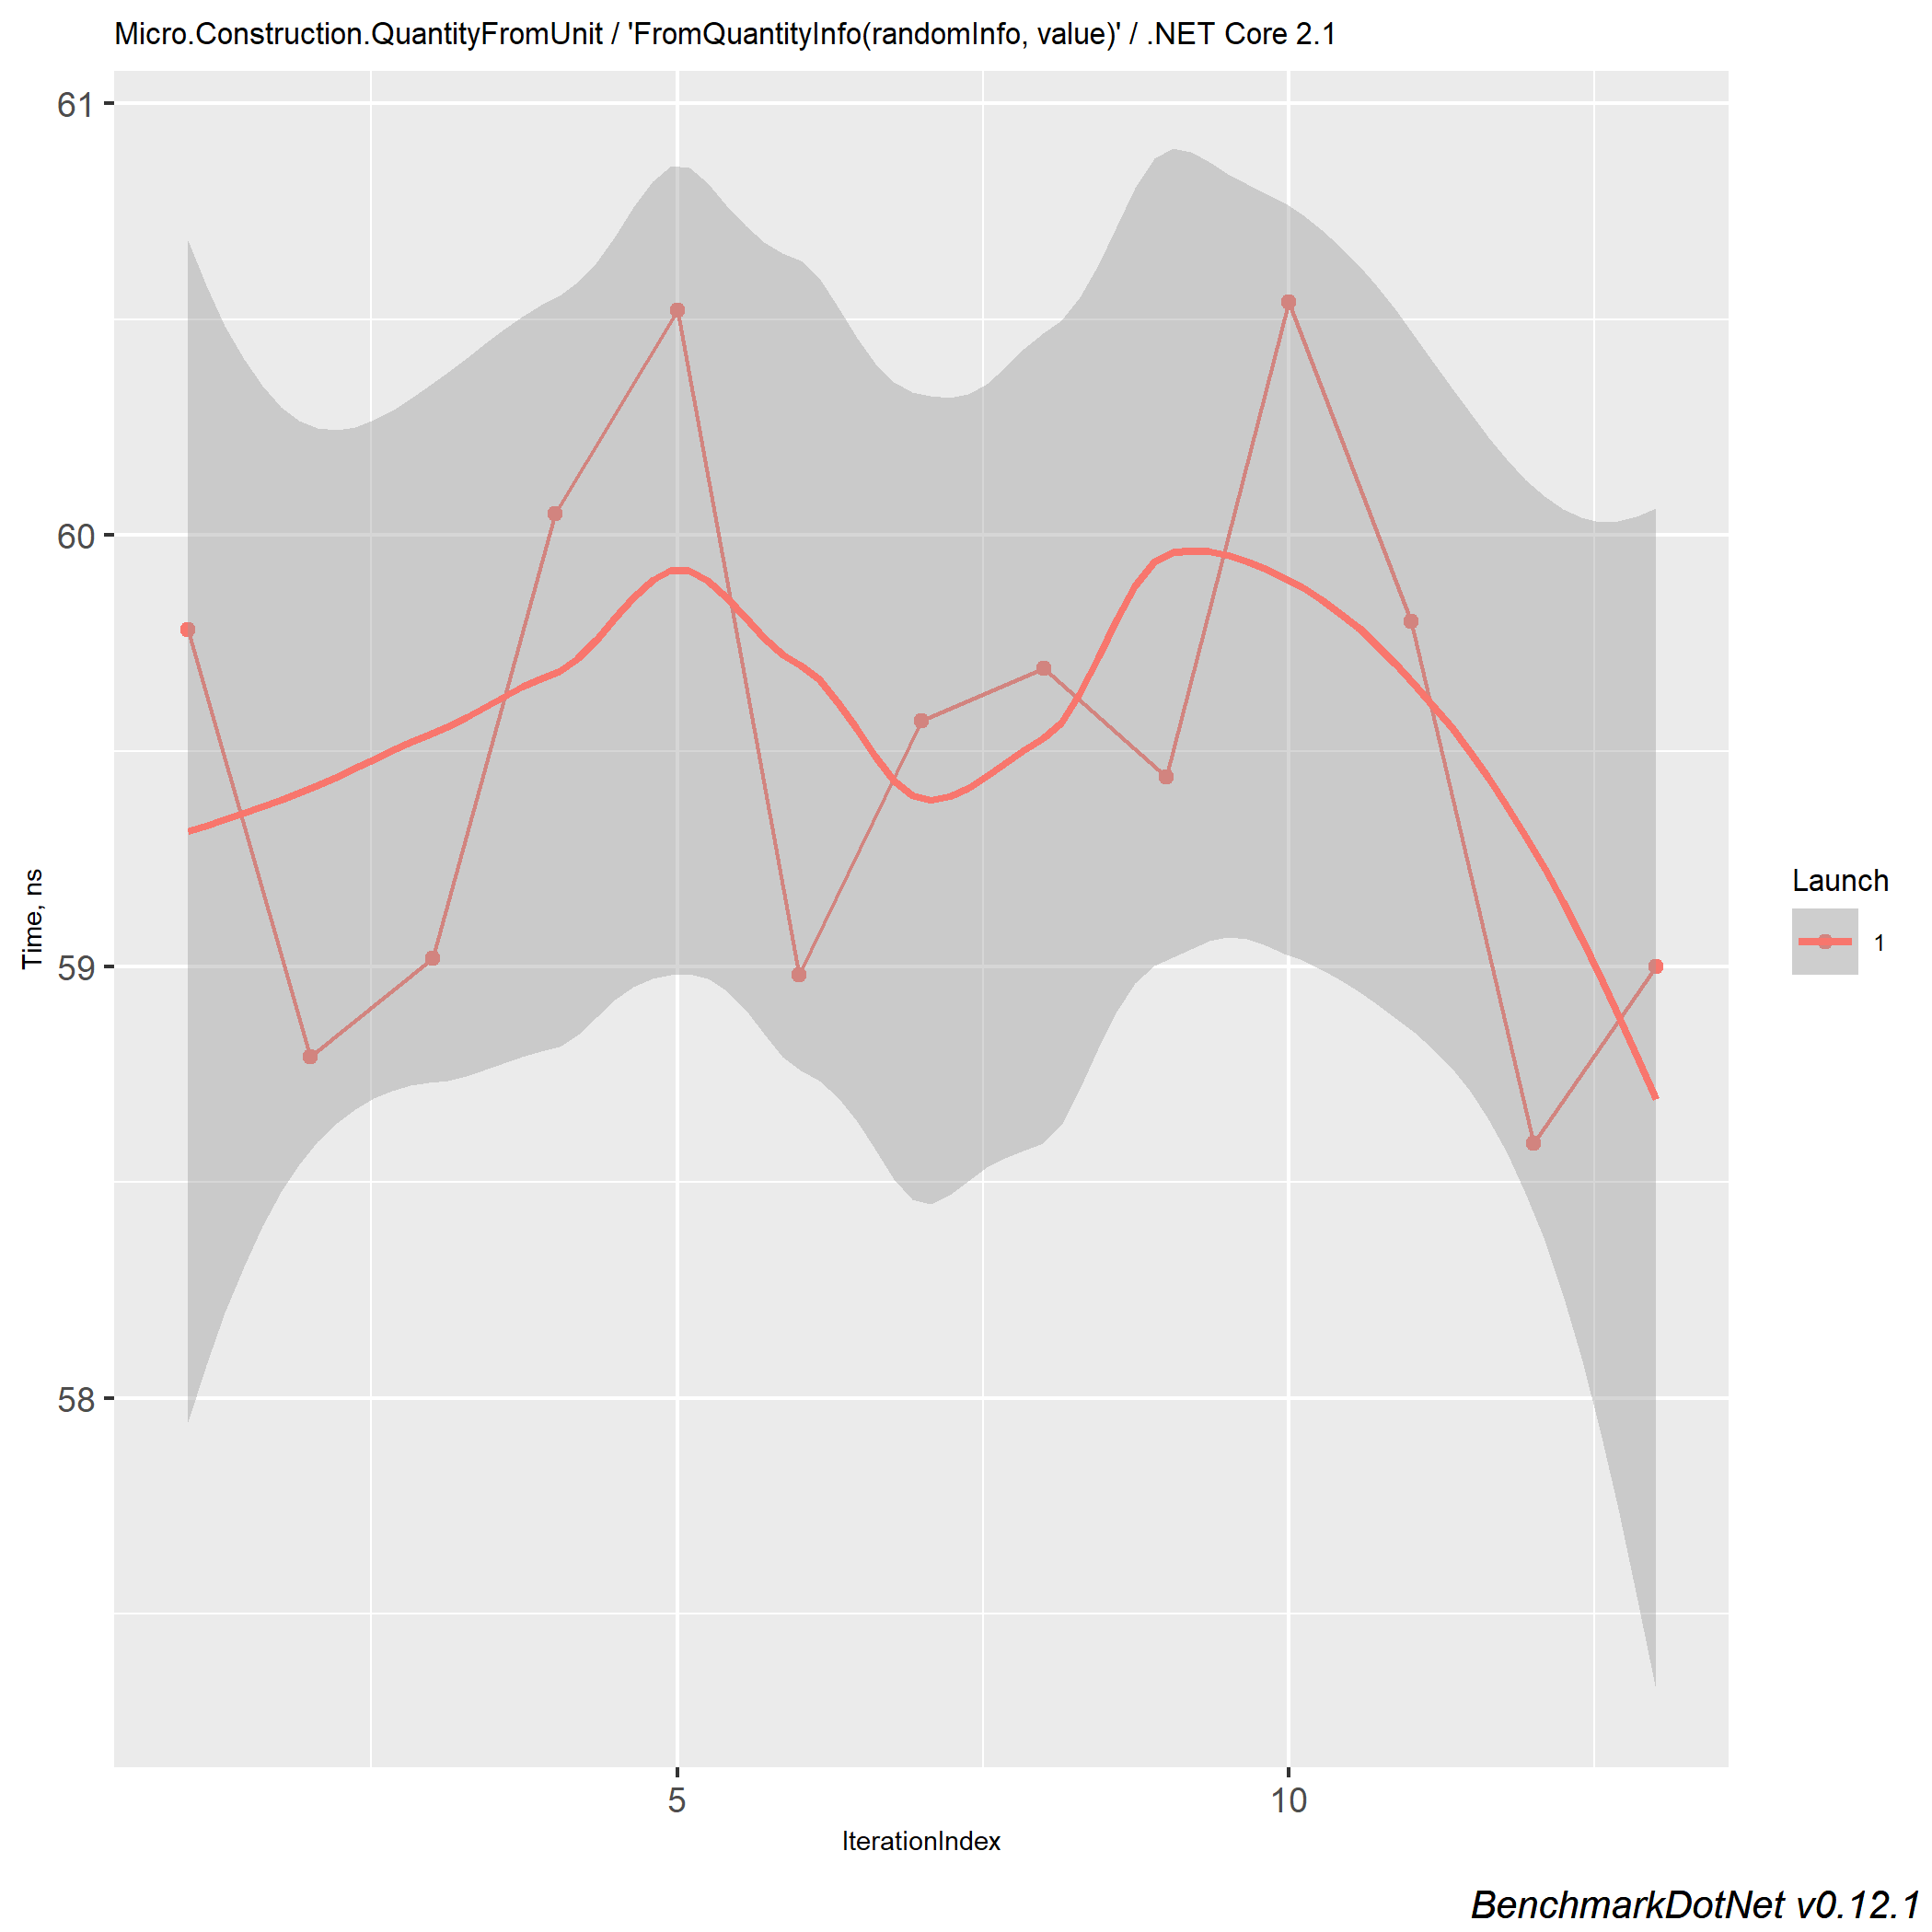 Micro.Construction.QuantityFromUnit / 'FromQuantityInfo(randomInfo, value)' / .NET Core 2.1
61
60
59
58
Time, ns
5
10
IterationIndex
Launch
1
BenchmarkDotNet v0.12.1